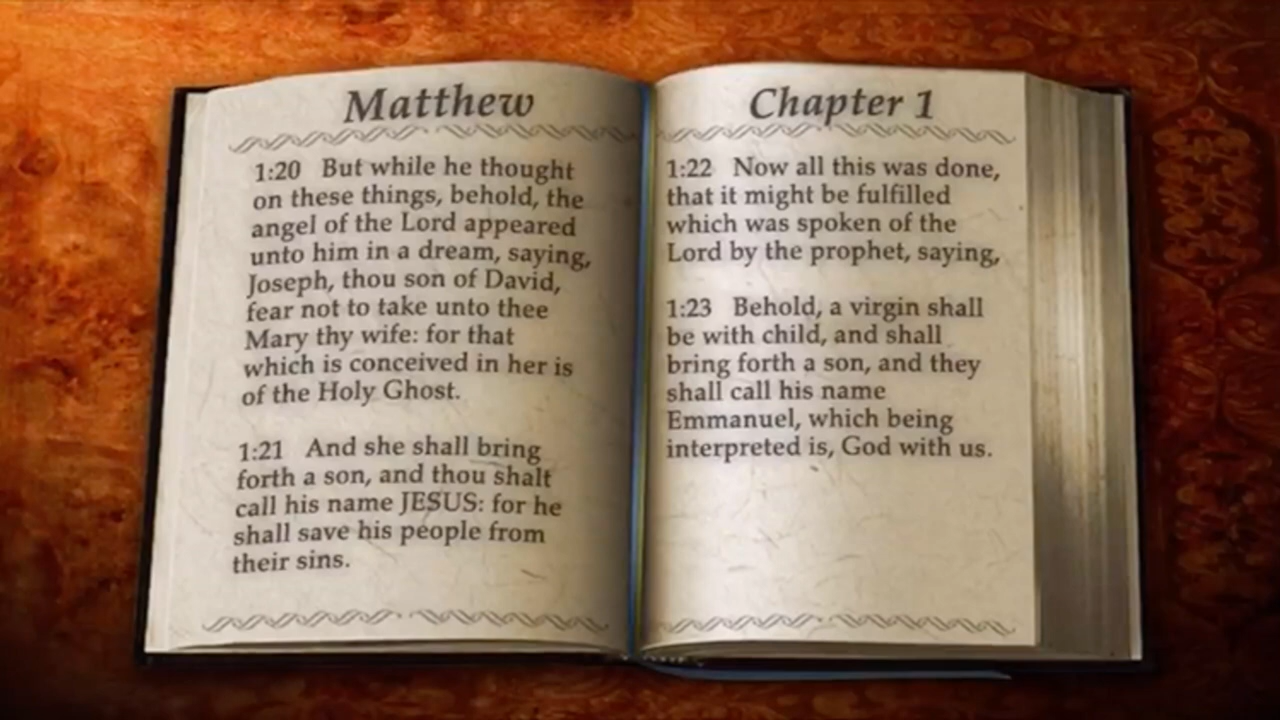 Matthew
1:20 But while he thought
on these things, behold, the
angel of the Lord appeared
unto him in a dream, saying,
Joseph, thou son of David,
fear not to take unto thee
Mary thy wife: for that
which is conceived in her is
of the Holy Ghost.
1:21 And she shall bring
forth a son, and thou shalt
call his name JESUS: for he
shall save his people from
their sins.
Chapter 1
1:22 Now all this was done,
that it might be fulfilled
which was spoken of the
Lord by the prophet, saying,
1:23 Behold, a virgin shall
be with child, and shall
bring forth a son, and they
shall call his name
Emmanuel, which being
interpreted is, God with us.